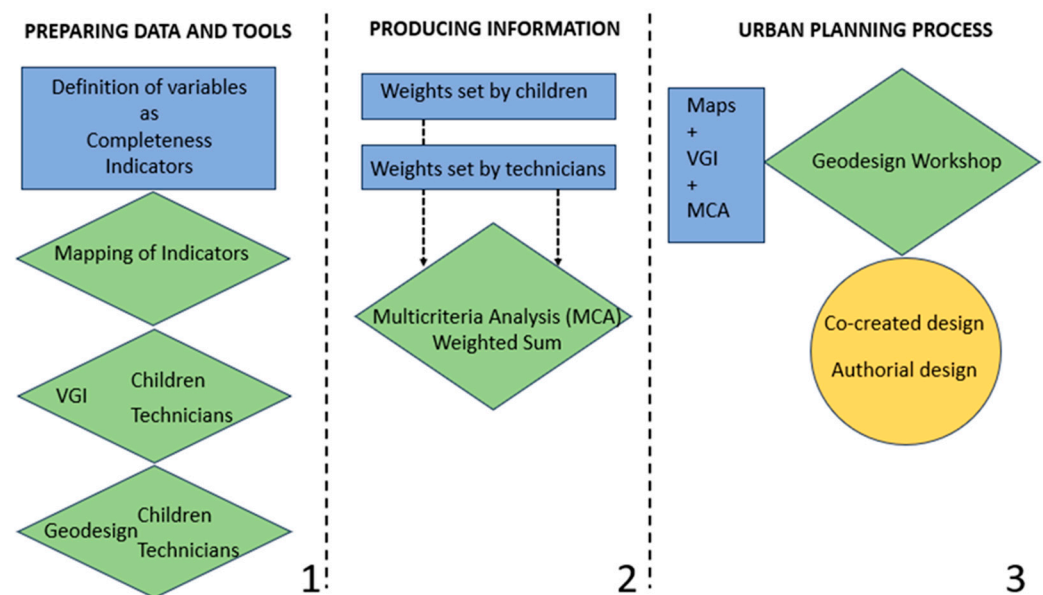 PREPARING DATA AND TOOLS
Definition of variables
as
Completeness
Indicators
Mapping of Indicators
VGI
Children
Technicians
Geodesign
Children
Technicians
1
PRODUCING INFORMATION
Weights set by children
Weights set by technicians
Multicriteria Analysis (MCA)
Weighted Sum
2
URBAN PLANNING PROCESS
Maps
+
VGI
+
MCA
Geodesign Workshop
Co-created design
Authorial design
3